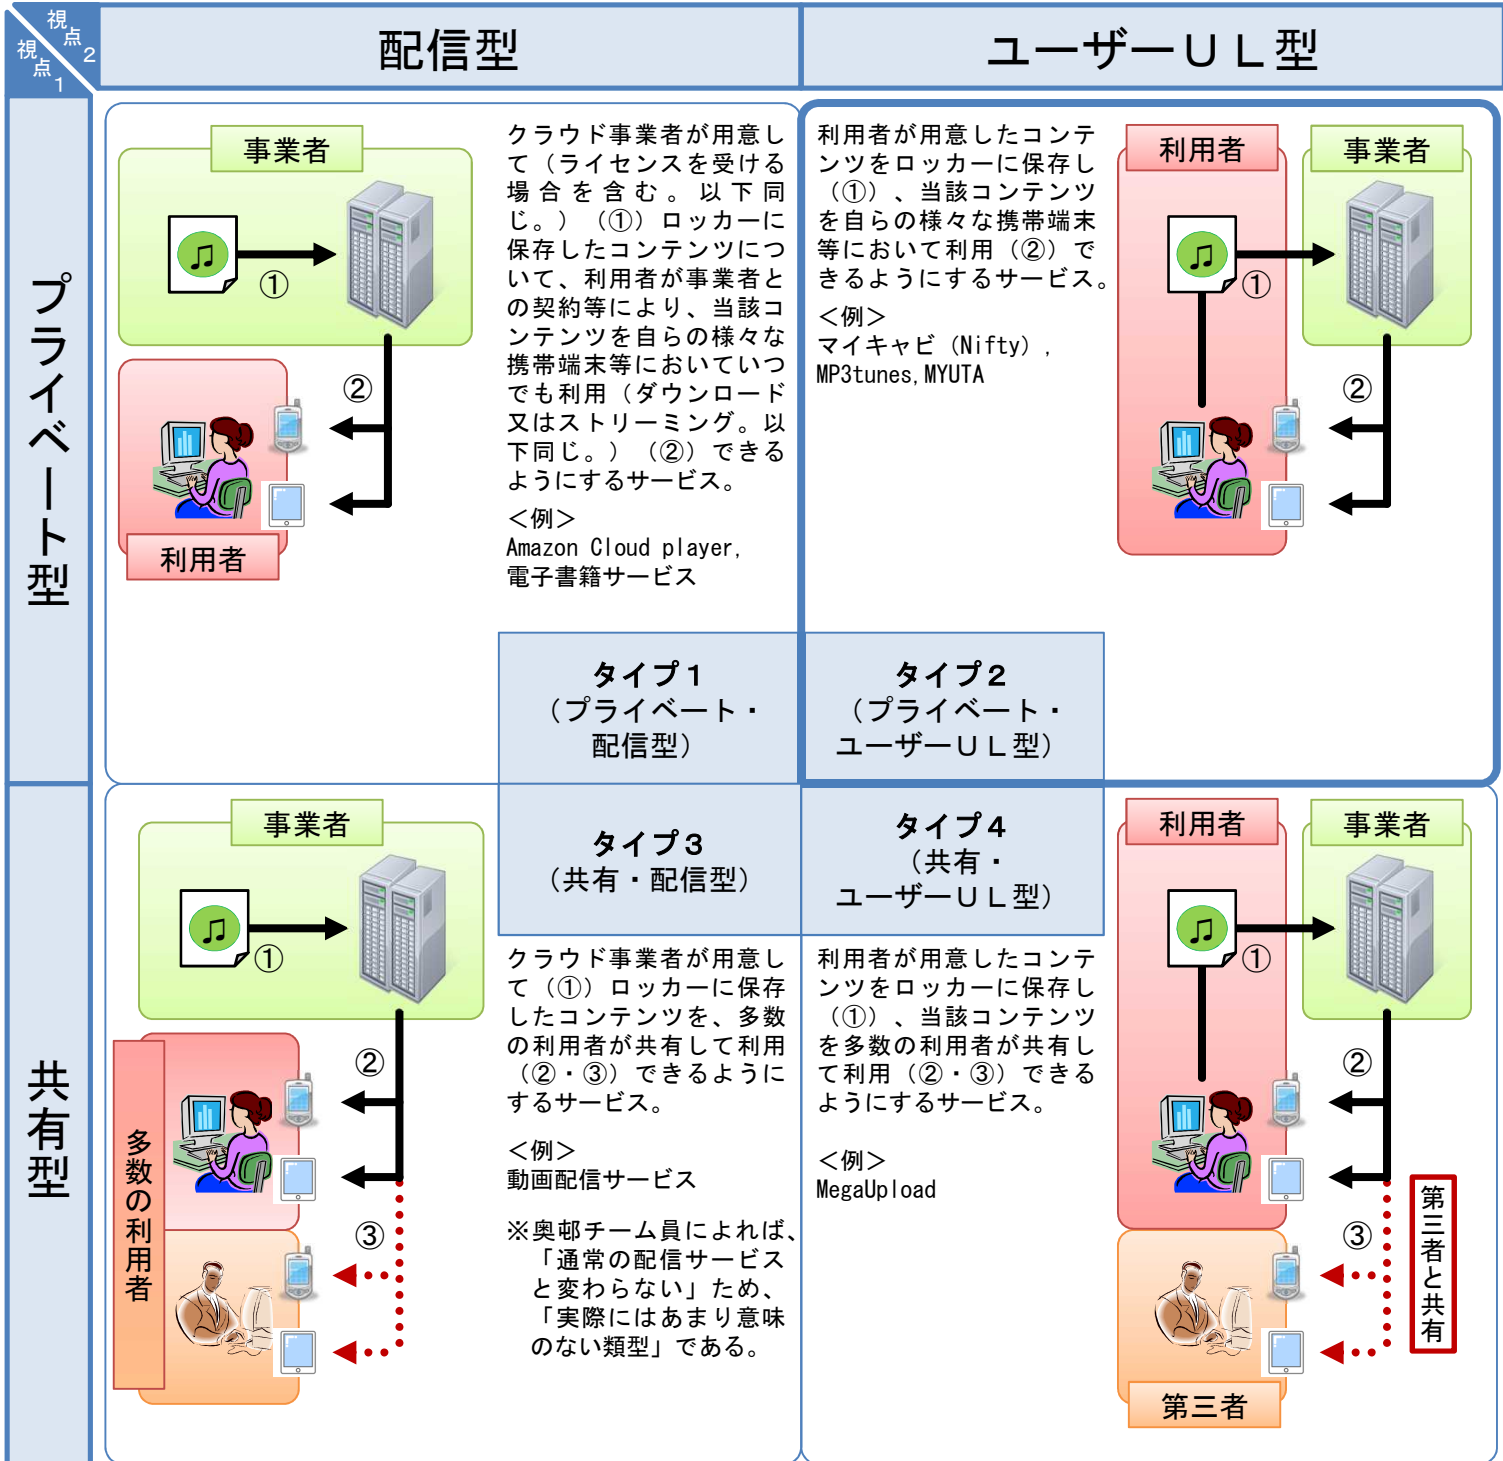 視点2
視点1
配信型
ユーザーＵＬ型
プライベート型
事業者
①
②
利用者
クラウド事業者が用意し
て（ライセンスを受ける
場合を含む。以下同
じ。）（①）ロッカーに
保存したコンテンツにつ
いて、利用者が事業者と
の契約等により、当該コ
ンテンツを自らの様々な
携帯端末等においていつ
でも利用（ダウンロード
又はストリーミング。以
下同じ。）（②）できる
ようにするサービス。
＜例＞
Amazon Cloud player,
電子書籍サービス
タイプ１
（プライベート・
配信型）
利用者が用意したコンテ
ンツをロッカーに保存し
（①）、当該コンテンツ
を自らの様々な携帯端末
等において利用（②）で
きるようにするサービス。
＜例＞
マイキャビ（Nifty）,
MP3tunes,MYUTA
利用者
事業者
①
②
タイプ２
（プライベート・
ユーザーＵＬ型）
共有型
事業者
①
②
③
多数の利用者
タイプ３
（共有・配信型）
クラウド事業者が用意し
て（①）ロッカーに保存
したコンテンツを、多数
の利用者が共有して利用
（②・③）できるように
するサービス。
＜例＞
動画配信サービス
※奥邨チーム員によれば、
「通常の配信サービス
と変わらない」ため、
「実際にはあまり意味
のない類型」である。
タイプ４
（共有・
ユーザーＵＬ型）
利用者が用意したコンテ
ンツをロッカーに保存し
（①）、当該コンテンツ
を多数の利用者が共有し
て利用（②・③）できる
ようにするサービス。
＜例＞
MegaUpload
利用者
事業者
①
②
③
第三者と共有
第三者